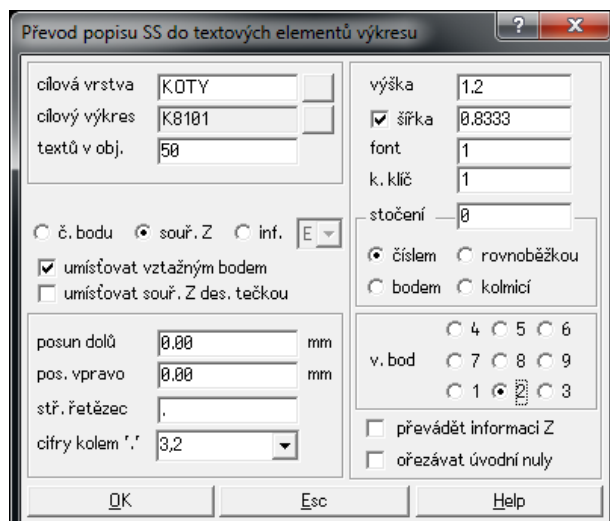 Převod popisu SS do textových elementů výkresu
?
X
cílová vrstva KOTY
cílový výkres K8101
textů v obj. 50
č. bodu souř. Z inf. E
umísťovat vztažným bodem
umísťovat souř. Z des. tečkou
posun dolů 0.00 mm
pos. vpravo 0.00 mm
stř. řetězec .
cifry kolem '.' 3,2
výška 1.2
šířka 0.8333
font 1
k. klíč 1
stočení 0
číslem rovnoběžkou
bodem kolmicí
v. bod
4 5 6
7 8 9
1 2 3
převádět informaci Z
ořezávat úvodní nuly
OK Esc Help